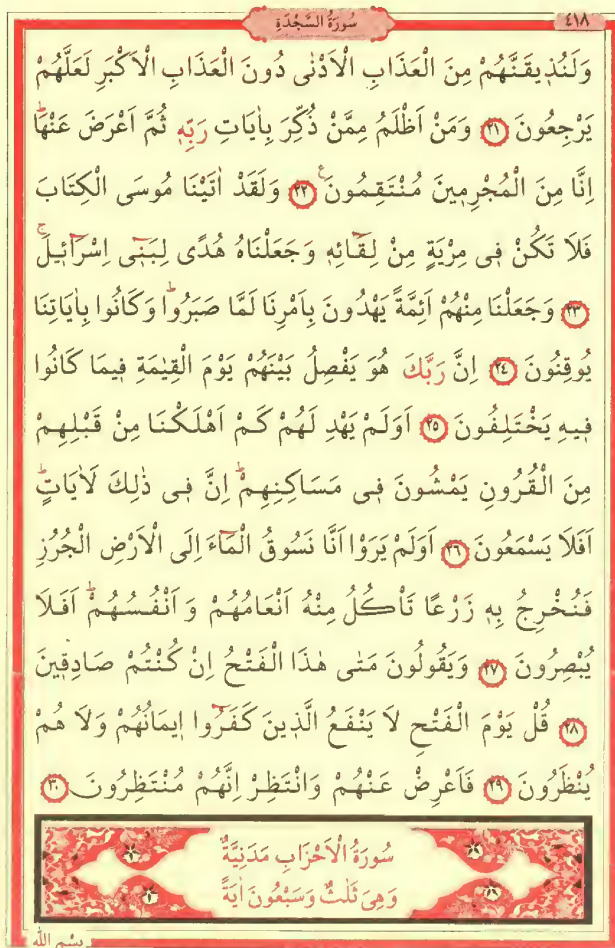 سُورَةُ السَّجْدَةِ
٤١٨
وَلَنُذٖيقَنَّهُمْ مِنَ الْعَذَابِ الْاَدْنٰى دُونَ الْعَذَابِ الْاَكْبَرِ لَعَلَّهُمْ
يَرْجِعُونَ ٢١ وَمَنْ اَظْلَمُ مِمَّنْ ذُكِّرَ بِاٰيَاتِ رَبِّهٖ ثُمَّ اَعْرَضَ عَنْهَاؕ
اِنَّا مِنَ الْمُجْرِمٖينَ مُنْتَقِمُونَ ع ٢٢ وَلَقَدْ اٰتَيْنَا مُوسَى الْكِتَابَ
فَلَا تَكُنْ فٖى مِرْيَةٍ مِنْ لِقَٓائِهٖ وَجَعَلْنَاهُ هُدًى لِبَنٖٓى اِسْرَٓائٖيلَۚ
٢٣ وَجَعَلْنَا مِنْهُمْ اَئِمَّةً يَهْدُونَ بِاَمْرِنَا لَمَّا صَبَرُواؕ وَكَانُوا بِاٰيَاتِنَا
يُوقِنُونَ ٢٤ اِنَّ رَبَّكَ هُوَ يَفْصِلُ بَيْنَهُمْ يَوْمَ الْقِيٰمَةِ فٖيمَا كَانُوا
فٖيهِ يَخْتَلِفُونَ ٢٥ اَوَلَمْ يَهْدِ لَهُمْ كَمْ اَهْلَكْنَا مِنْ قَبْلِهِمْ
مِنَ الْقُرُونِ يَمْشُونَ فٖى مَسَاكِنِهِمْؕ اِنَّ فٖى ذٰلِكَ لَاٰيَاتٍؕ
اَفَلَا يَسْمَعُونَ ٢٦ اَوَلَمْ يَرَوْا اَنَّا نَسُوقُ الْمَٓاءَ اِلَى الْاَرْضِ الْجُرُزِ
فَنُخْرِجُ بِهٖ زَرْعًا تَاْكُلُ مِنْهُ اَنْعَامُهُمْ وَاَنْفُسُهُمْؕ اَفَلَا
يُبْصِرُونَ ٢٧ وَيَقُولُونَ مَتٰى هٰذَا الْفَتْحُ اِنْ كُنْتُمْ صَادِقٖينَ
٢٨ قُلْ يَوْمَ الْفَتْحِ لَا يَنْفَعُ الَّذٖينَ كَفَرُٓوا اٖيمَانُهُمْ وَلَا هُمْ
يُنْظَرُونَ ٢٩ فَاَعْرِضْ عَنْهُمْ وَانْتَظِرْ اِنَّهُمْ مُنْتَظِرُونَ ٣٠
سُورَةُ الْاَحْزَابِ مَدَنِيَّةٌ
وَهِىَ ثَلٰثٌ وَسَبْعُونَ اٰيَةً
بِسْمِ اللّٰهِ